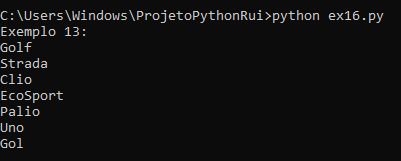 C:\Users\Windows\ProjetoPythonRui>python ex16.py
Exemplo 13:
Golf
Strada
Clio
EcoSport
Palio
Uno
Gol